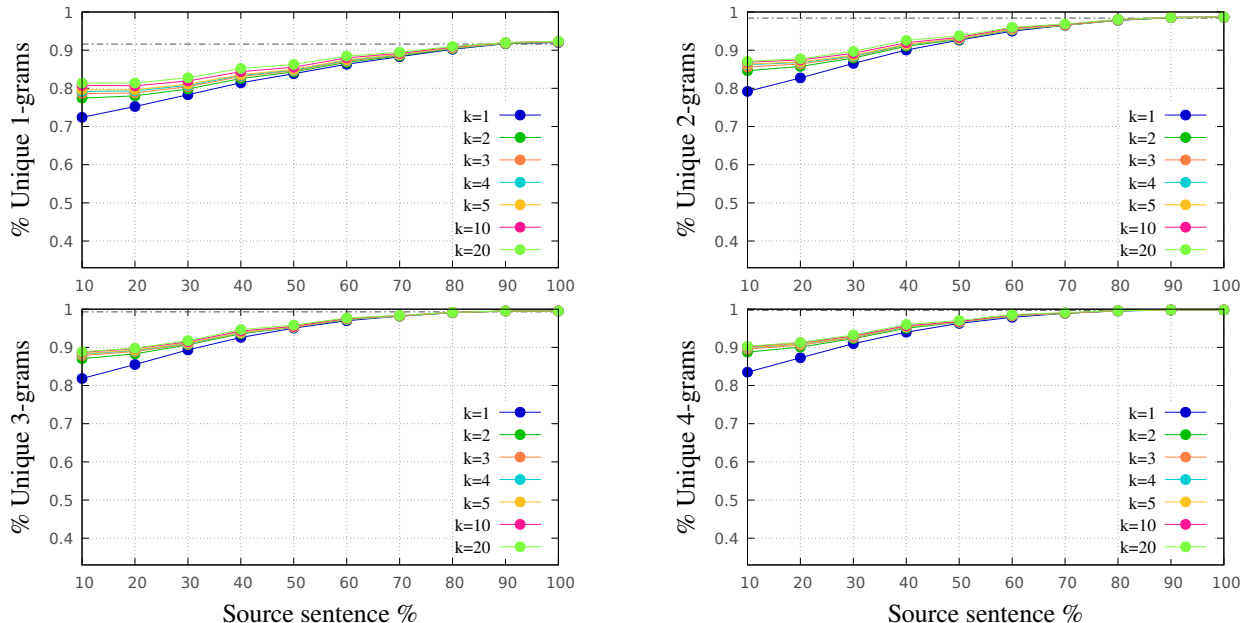 % Unique 1-grams
1
0.9
0.8
0.7
0.6
0.5
0.4
k=1
k=2
k=3
k=4
k=5
k=10
k=20
10 20 30 40 50 60 70 80 90 100
% Unique 2-grams
1
0.9
0.8
0.7
0.6
0.5
0.4
k=1
k=2
k=3
k=4
k=5
k=10
k=20
10 20 30 40 50 60 70 80 90 100
% Unique 3-grams
1
0.9
0.8
0.7
0.6
0.5
0.4
k=1
k=2
k=3
k=4
k=5
k=10
k=20
10 20 30 40 50 60 70 80 90 100
Source sentence %
% Unique 4-grams
1
0.9
0.8
0.7
0.6
0.5
0.4
k=1
k=2
k=3
k=4
k=5
k=10
k=20
10 20 30 40 50 60 70 80 90 100
Source sentence %